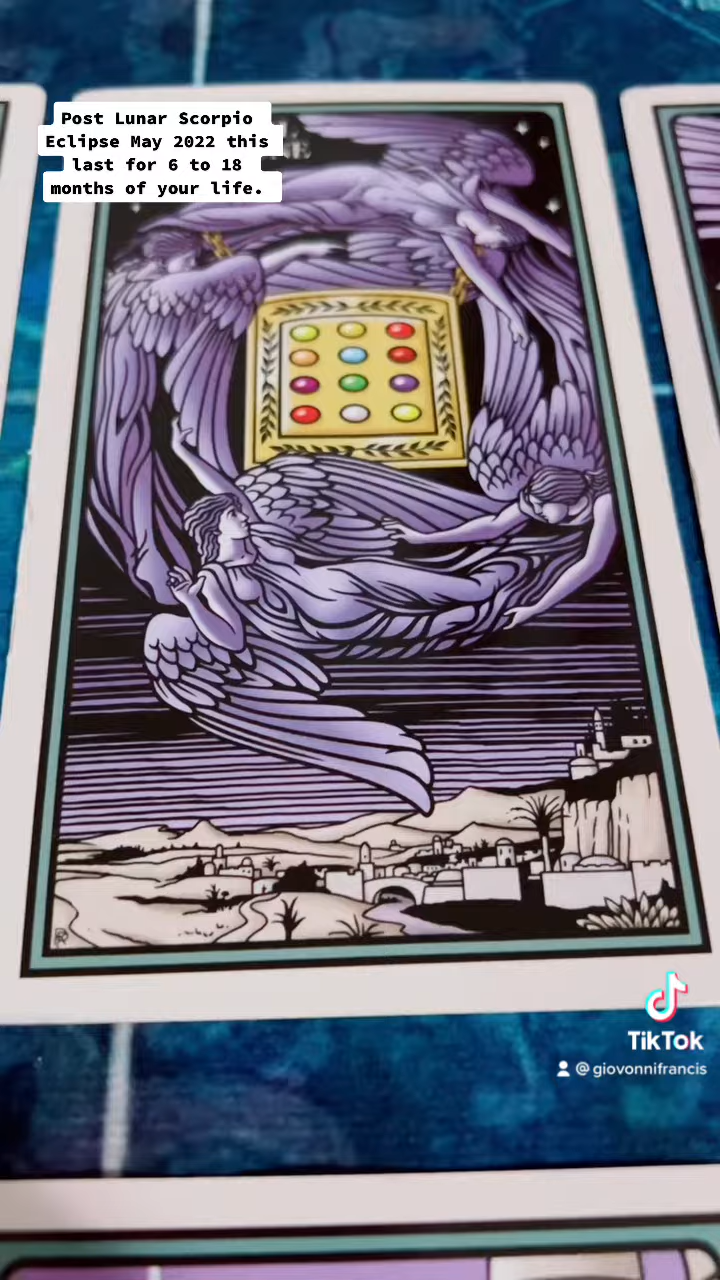 Post Lunar Scorpio
Eclipse May 2022 this
last for 6 to 18
months of your life.
TikTok
@giovonnifrancis